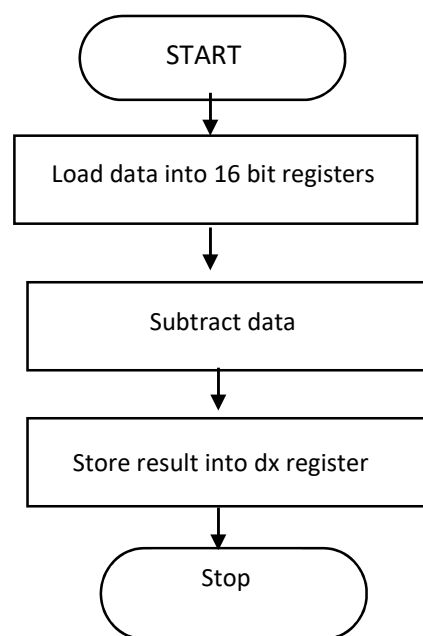 START
Load data into 16 bit registers
Subtract data
Store result into dx register
Stop